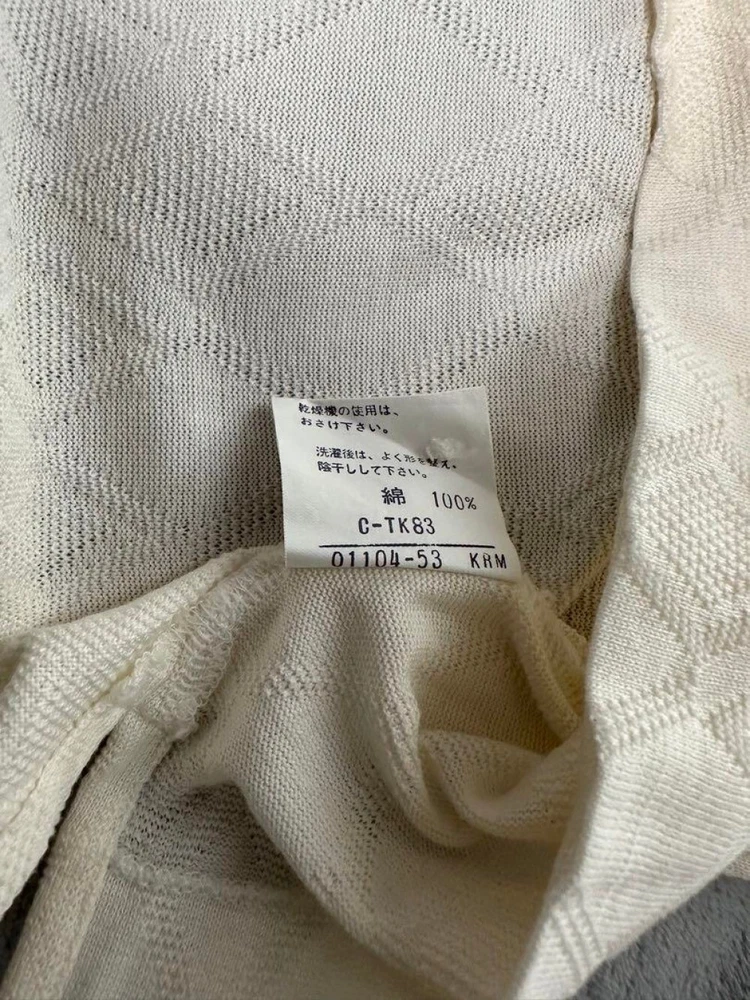 乾燥機の使用は、
おさけ下さい。
洗濯後は、よく形を整え、
陰干しして下さい。
綿 100%
C-TK83
01104-53 KRM